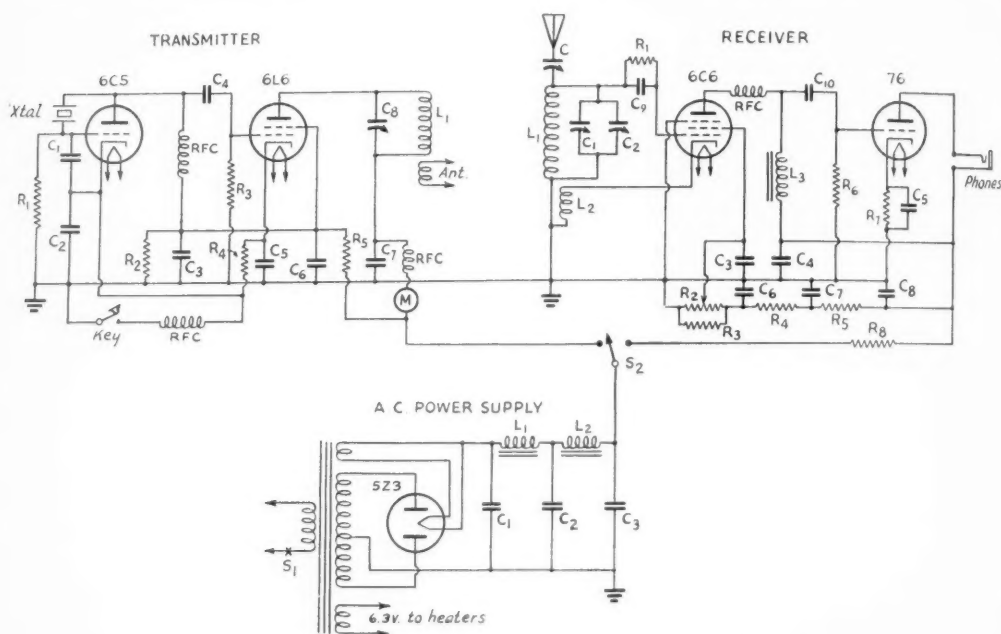 TRANSMITTER
RECEIVER
6C5
C4
6L6
Xtal
C1
RFC
R3
C8
L1
Ant.
R1
C2
R2
C3
R4
C5
C6
R5
C7
RFC
M
Key
RFC
C
R1
C9
6C6
RFC
C10
76
L1
C1
C2
L3
R6
Phones
L2
R7
C5
C3
C4
R2
C6
C7
C8
R3
R4
R5
R8
S2
A.C. POWER SUPPLY
L1
L2
5Z3
C1
C2
C3
S1
6.3v. to heaters